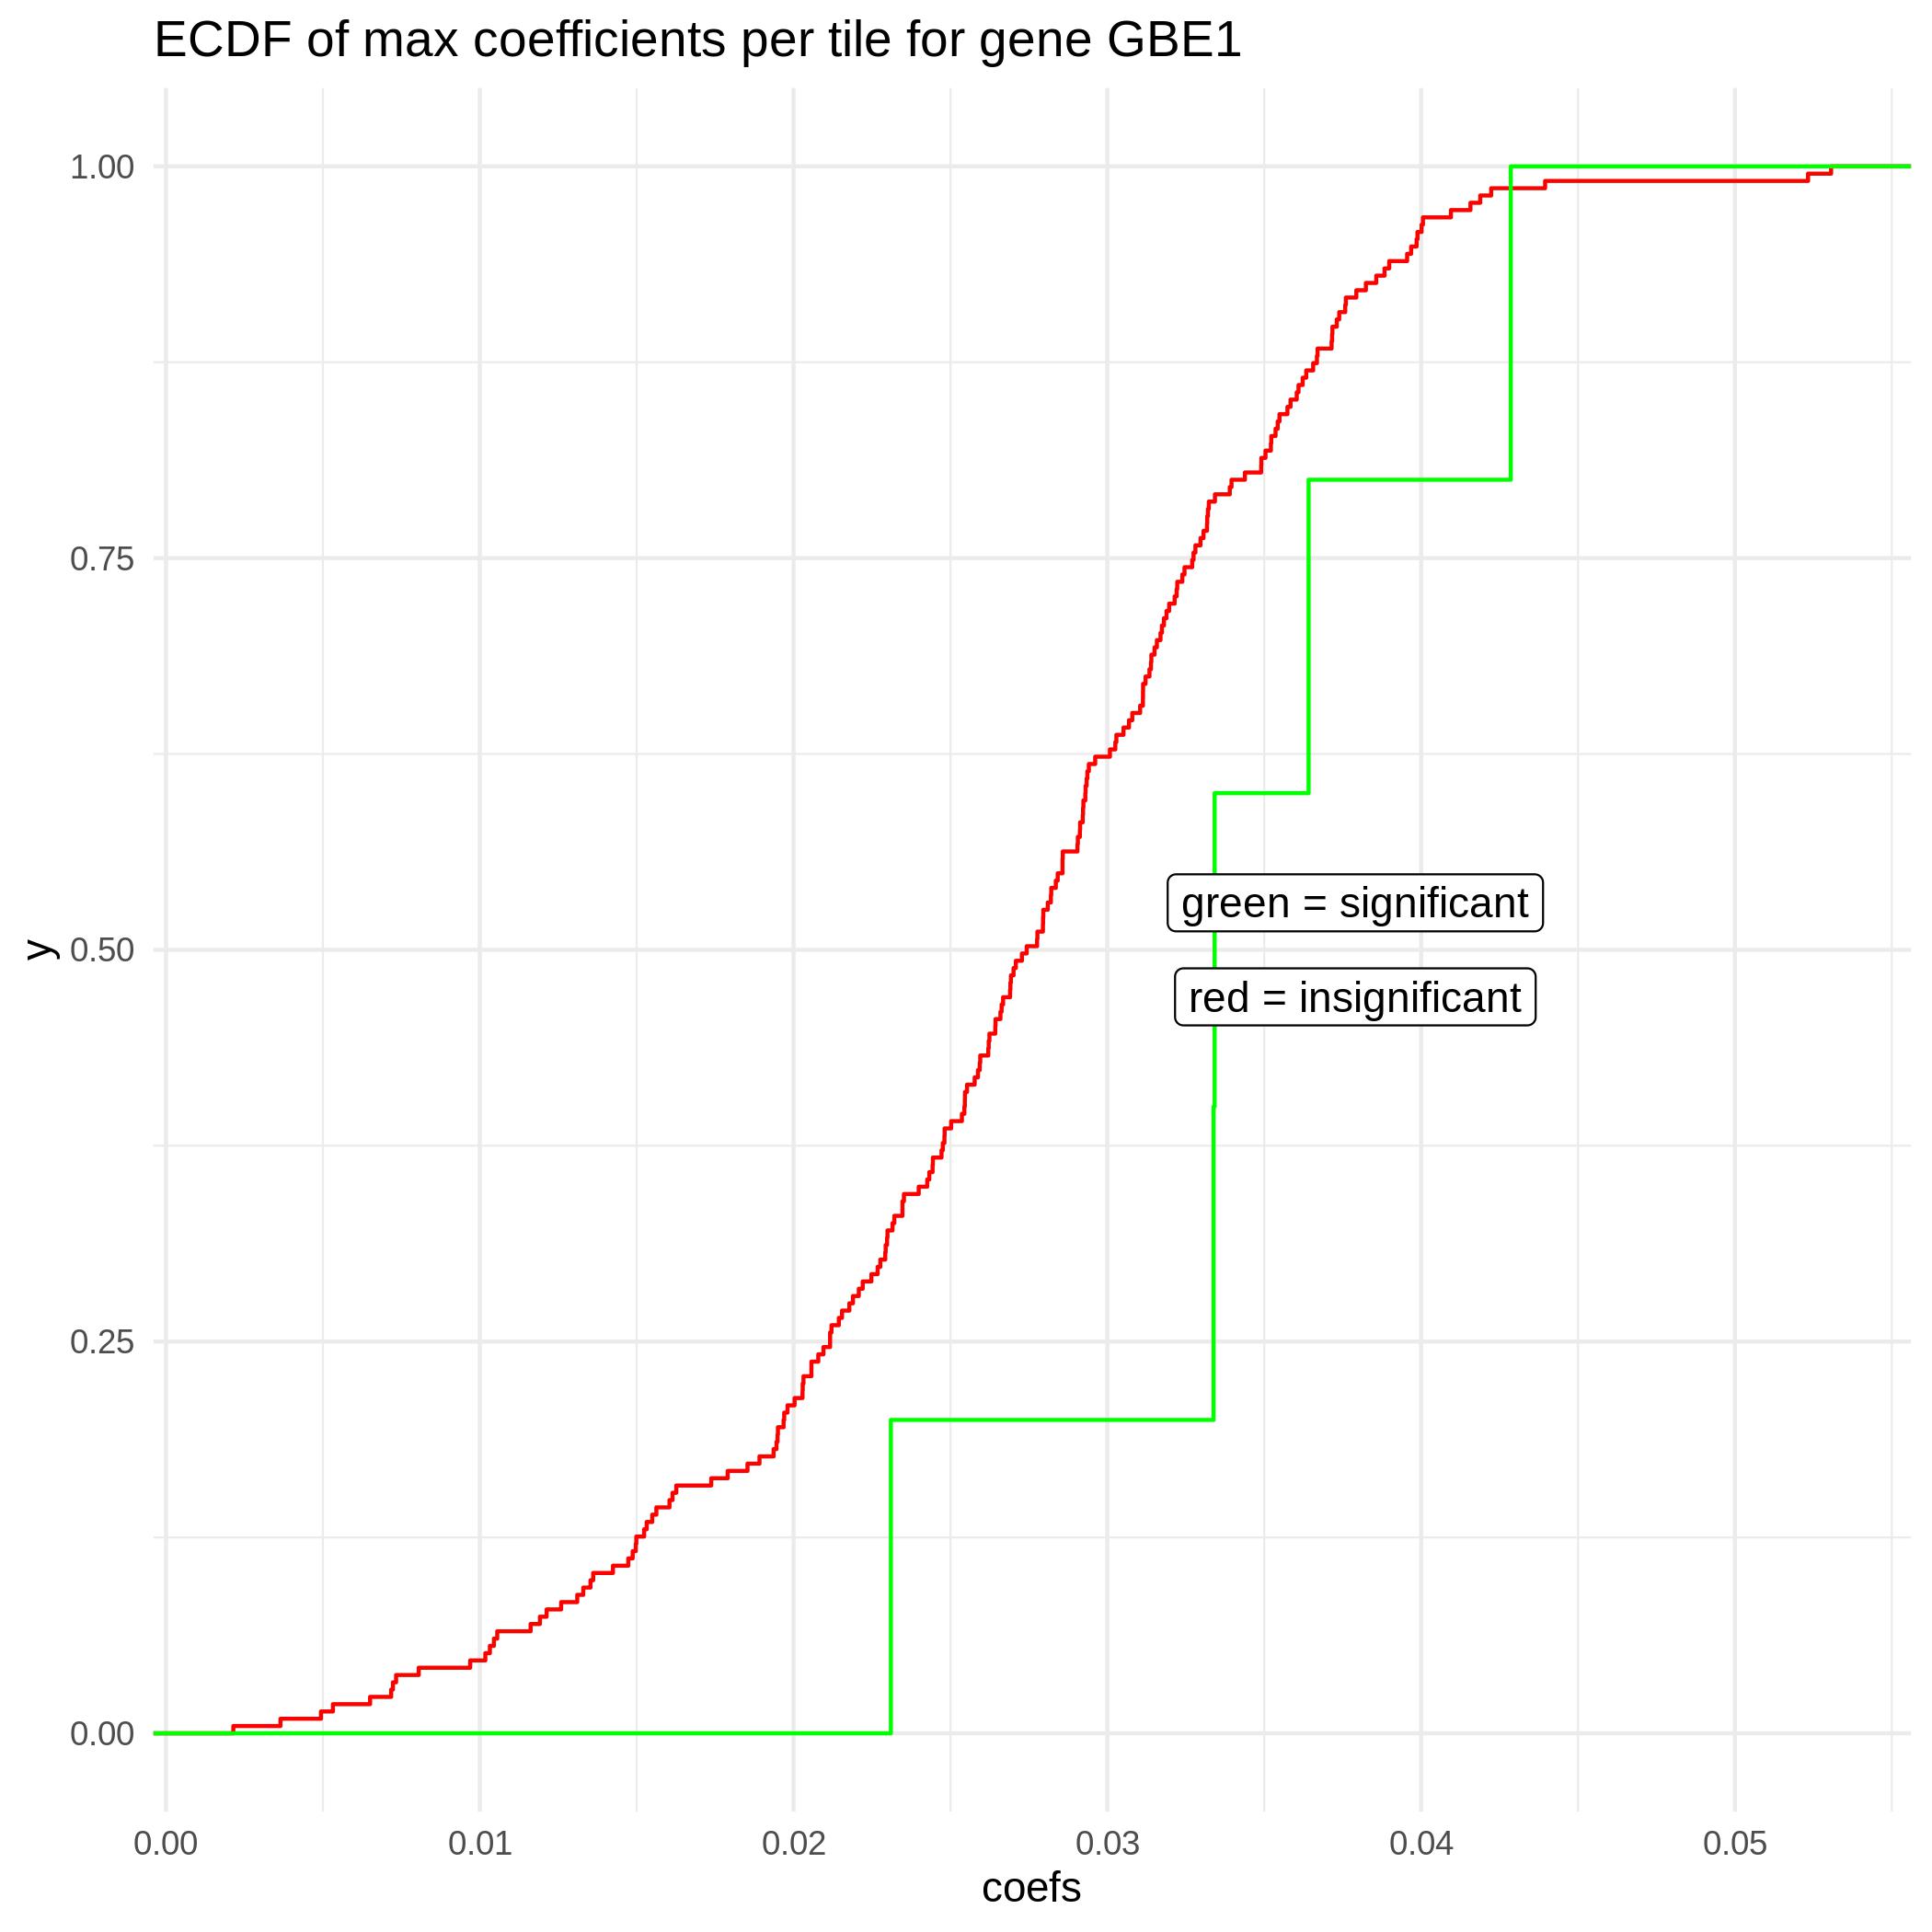 ECDF of max coefficients per tile for gene GBE1
1.00
0.75
0.50
0.25
0.00
y
green = significant
red = insignificant
0.00 0.01 0.02 0.03 0.04 0.05
coefs